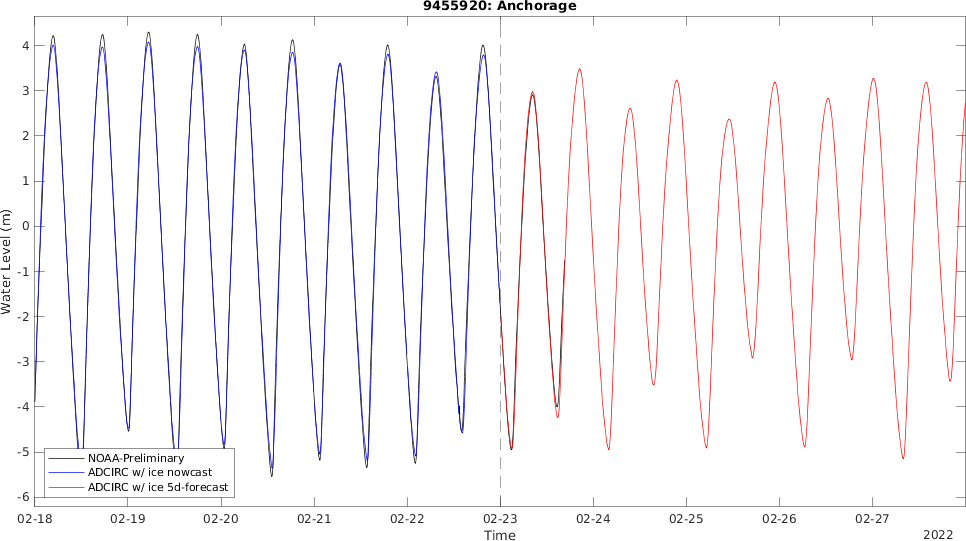 9455920: Anchorage
Water Level (m)
4
3
2
1
0
-1
-2
-3
-4
-5
-6
NOAA-Preliminary
ADCIRC w/ ice nowcast
ADCIRC w/ ice 5d-forecast
02-18 02-19 02-20 02-21 02-22 02-23 02-24 02-25 02-26 02-27
Time
2022